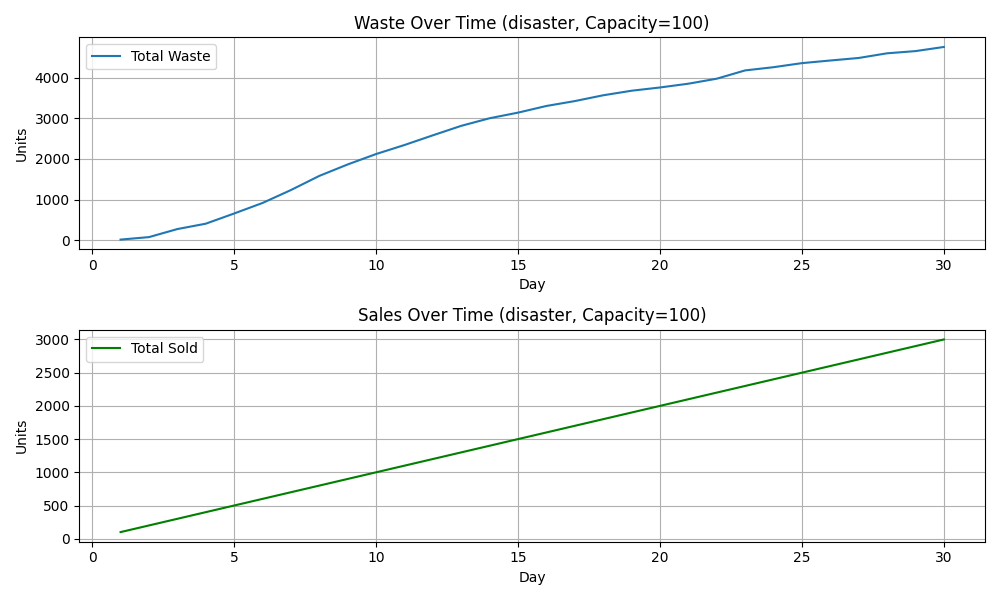 Waste Over Time (disaster, Capacity=100)
Total Waste
4000
3000
2000
1000
0
Units
0 5 10 15 20 25 30
Day
Sales Over Time (disaster, Capacity=100)
Total Sold
3000
2500
2000
1500
1000
500
0
Units
0 5 10 15 20 25 30
Day